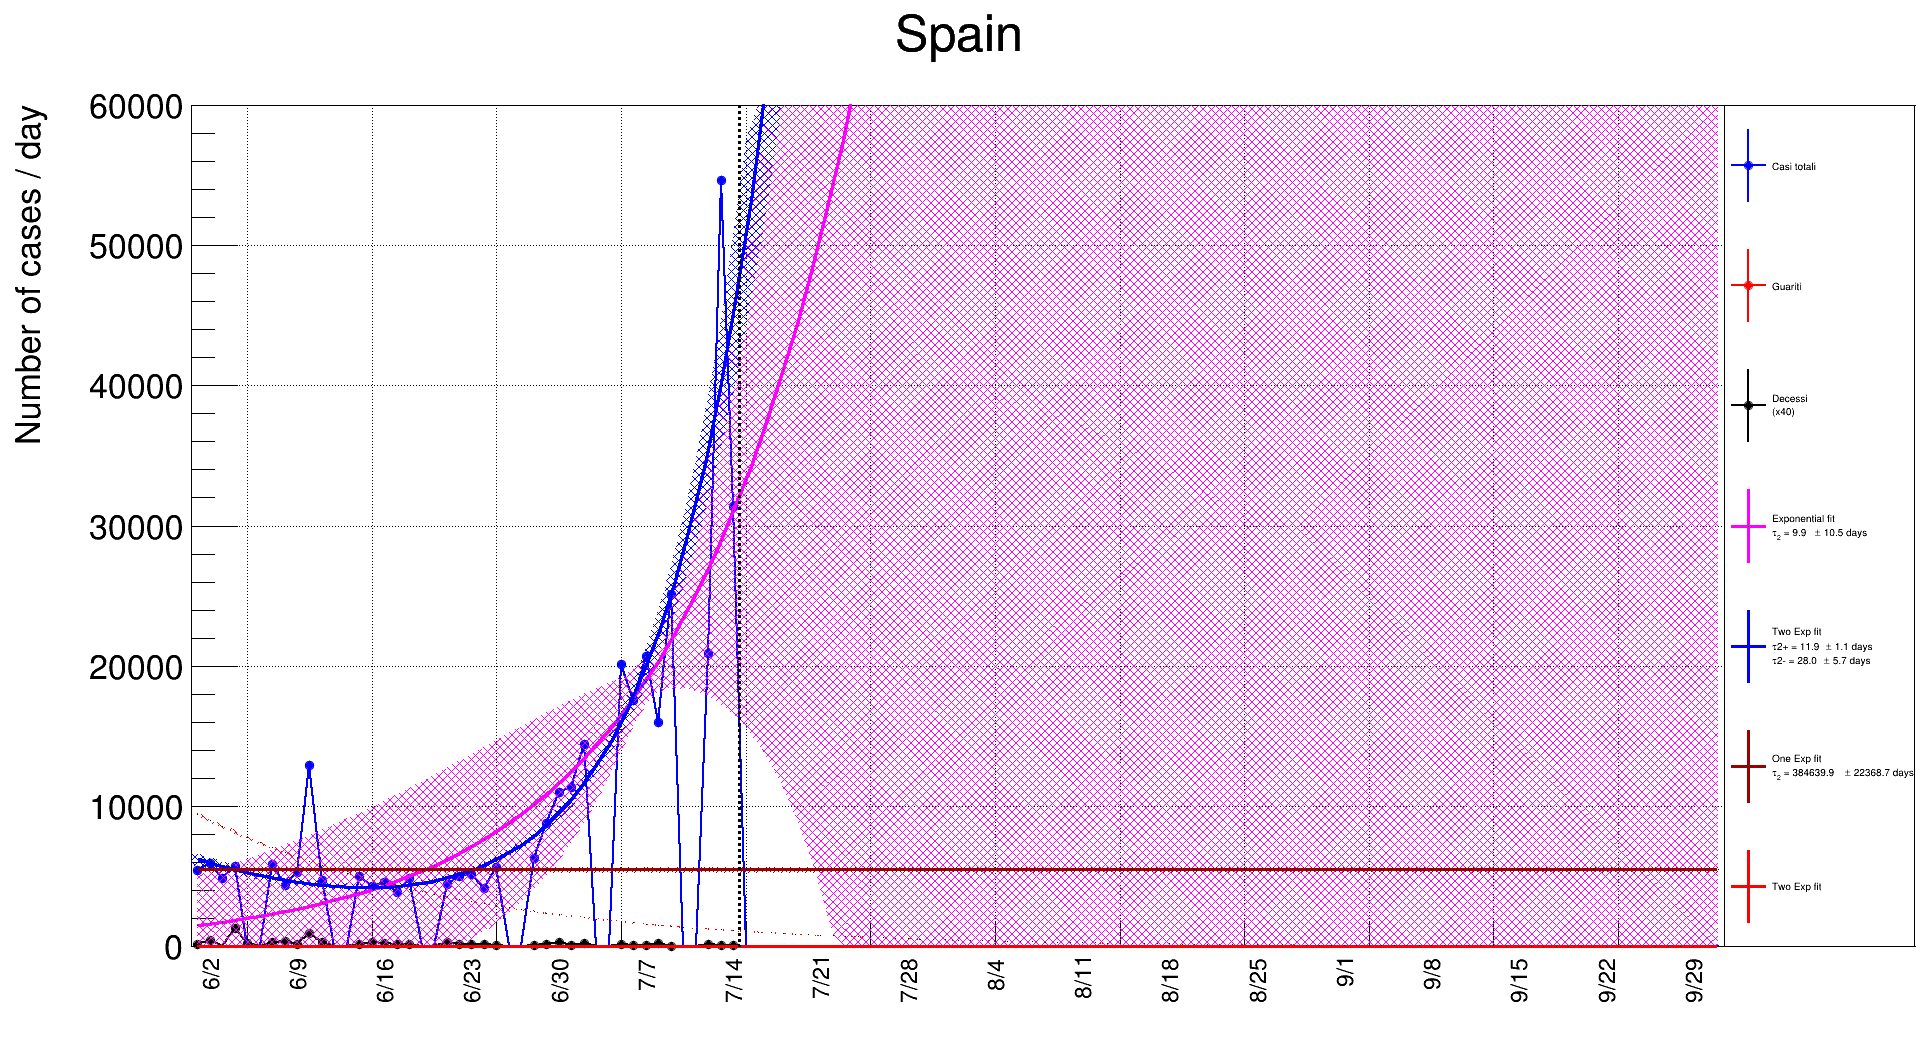 Spain
Number of cases / day
60000
50000
40000
30000
20000
10000
0
6/2
6/9
6/16
6/23
6/30
7/7
7/14
7/21
7/28
8/4
8/11
8/18
8/25
9/1
9/8
9/15
9/22
9/29
Casi totali
Guariti
Decessi
(x40)
Exponential fit
τ2 = 9.9 ± 10.5 days
Two Exp fit
τ2+ = 11.9 ± 1.1 days
τ2- = 28.0 ± 5.7 days
One Exp fit
τ2 = 384639.9 ± 22368.7 days
Two Exp fit